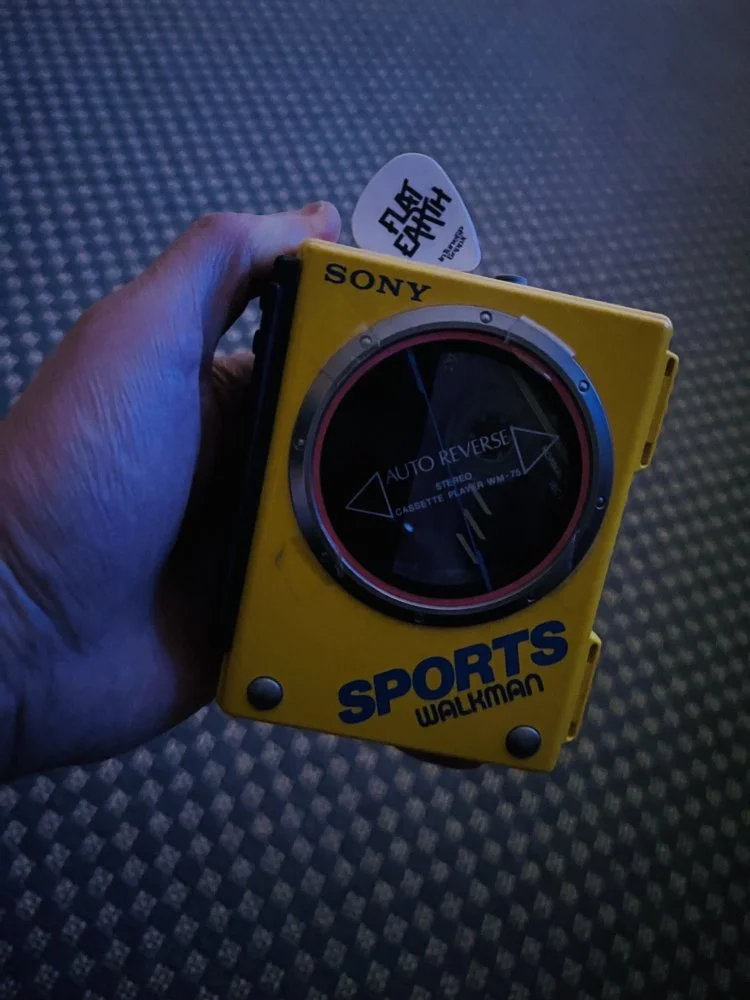 FLAT
EARTH
SONY
AUTO REVERSE
STEREO
CASSETTE PLAYER WM-75
SPORTS
WALKMAN